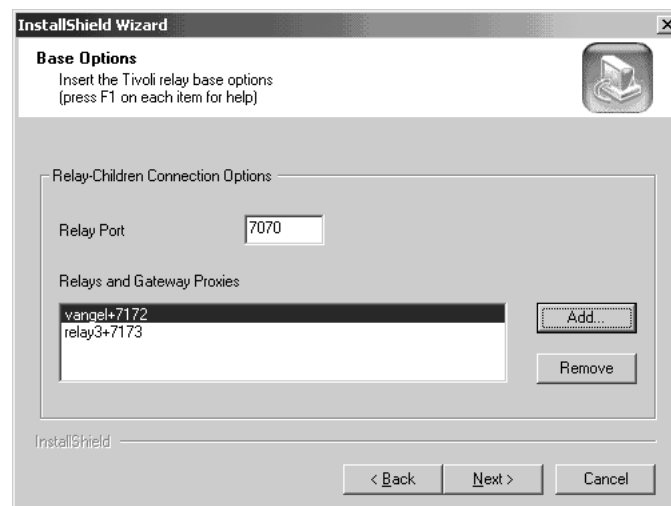 InstallShield Wizard
Base Options
Insert the Tivoli relay base options
(press F1 on each item for help)
Relay-Children Connection Options
Relay Port
7070
Relays and Gateway Proxies
vangel+7172
relay3+7173
Add...
Remove
InstallShield
< Back
Next >
Cancel